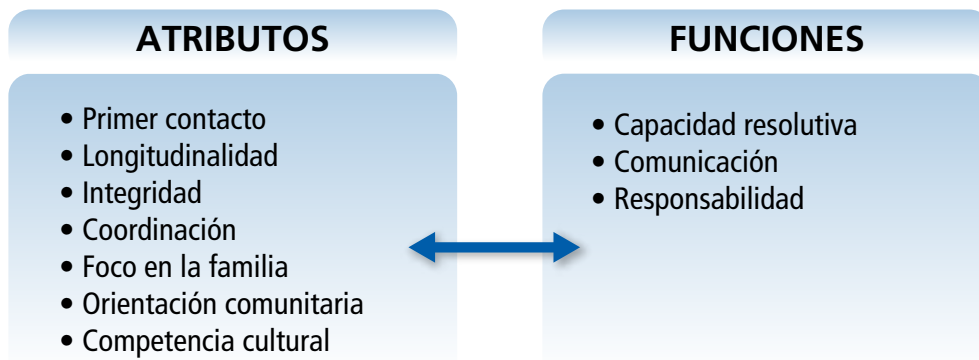 ATRIBUTOS
• Primer contacto
• Longitudinalidad
• Integridad
• Coordinación
• Foco en la familia
• Orientación comunitaria
• Competencia cultural
FUNCIONES
• Capacidad resolutiva
• Comunicación
• Responsabilidad